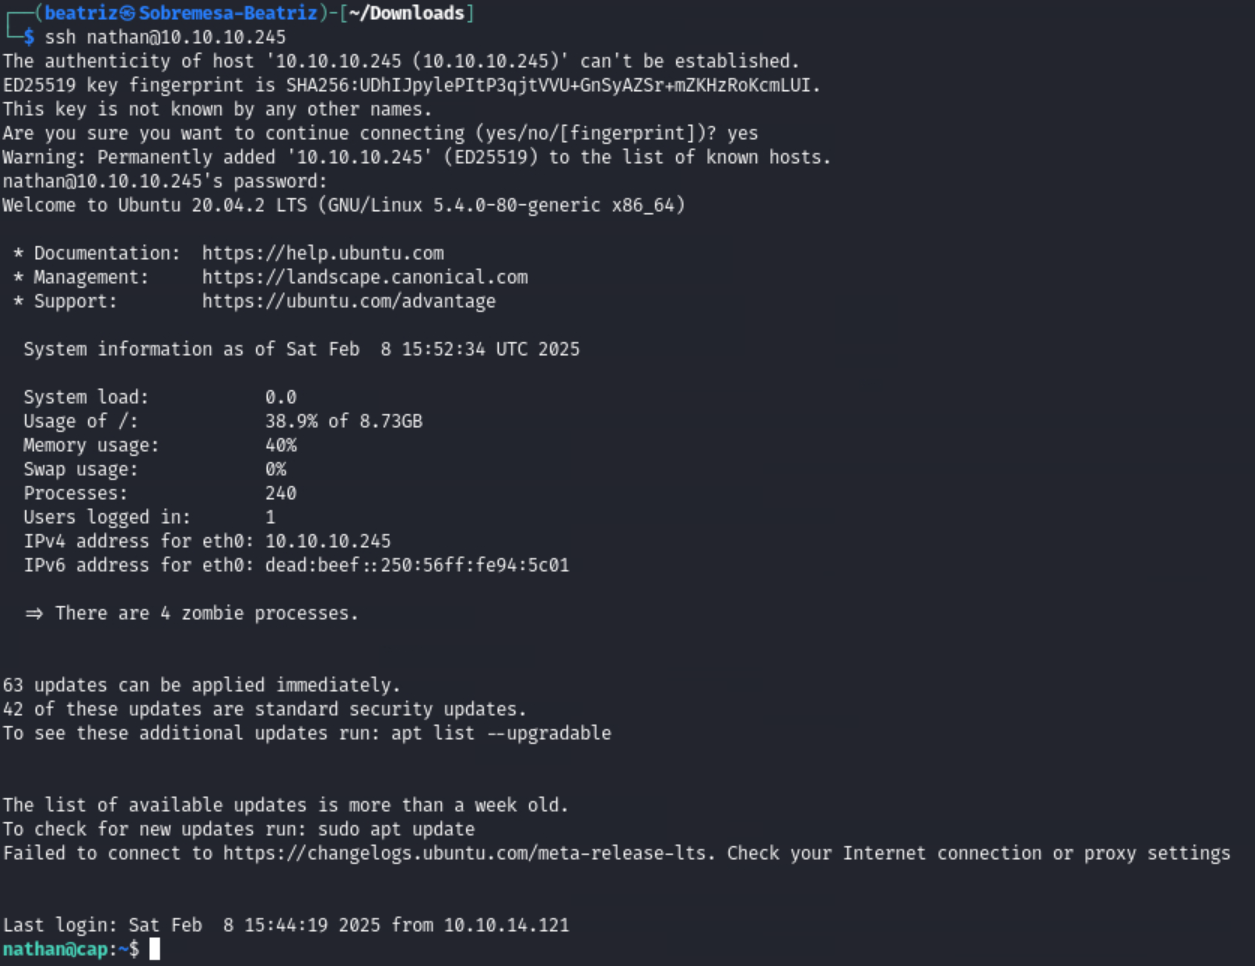 ┌──(beatriz㉿Sobremesa-Beatriz)-[~/Downloads]
└─$ ssh nathan@10.10.10.245
The authenticity of host '10.10.10.245 (10.10.10.245)' can't be established.
ED25519 key fingerprint is SHA256:UDhIJpylePItP3qjtVVU+GnSyAZSr+mZKHzRoKcmLUI.
This key is not known by any other names.
Are you sure you want to continue connecting (yes/no/[fingerprint])? yes
Warning: Permanently added '10.10.10.245' (ED25519) to the list of known hosts.
nathan@10.10.10.245's password:
Welcome to Ubuntu 20.04.2 LTS (GNU/Linux 5.4.0-80-generic x86_64)
* Documentation: https://help.ubuntu.com
* Management: https://landscape.canonical.com
* Support: https://ubuntu.com/advantage
System information as of Sat Feb 8 15:52:34 UTC 2025
System load: 0.0
Usage of /: 38.9% of 8.73GB
Memory usage: 40%
Swap usage: 0%
Processes: 240
Users logged in: 1
IPv4 address for eth0: 10.10.10.245
IPv6 address for eth0: dead:beef::250:56ff:fe94:5c01
=> There are 4 zombie processes.
63 updates can be applied immediately.
42 of these updates are standard security updates.
To see these additional updates run: apt list --upgradable
The list of available updates is more than a week old.
To check for new updates run: sudo apt update
Failed to connect to https://changelogs.ubuntu.com/meta-release-lts. Check your Internet connection or proxy settings
Last login: Sat Feb 8 15:44:19 2025 from 10.10.14.121
nathan@cap:~$